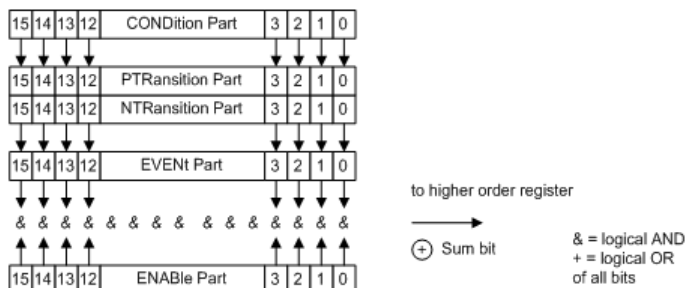 15 14 13 12 CONDition Part 3 2 1 0
15 14 13 12 PTRansition Part 3 2 1 0
15 14 13 12 NTRansition Part 3 2 1 0
15 14 13 12 EVENt Part 3 2 1 0
to higher order register
& & & & & & & & & & & & & & & &
+ Sum bit
& = logical AND
+ = logical OR
of all bits
15 14 13 12 ENABle Part 3 2 1 0